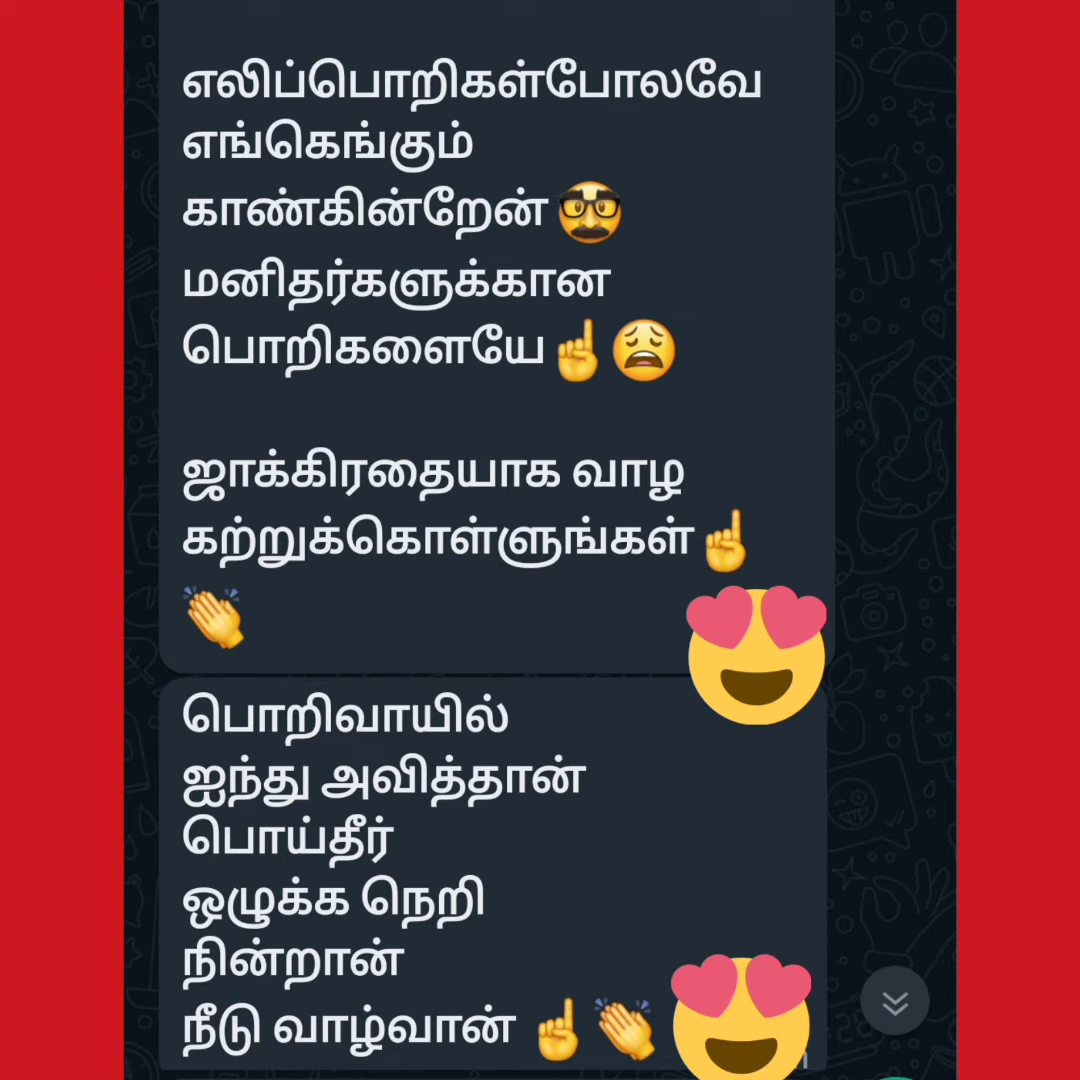 எலிப்பொறிகள்போலவே
எங்கெங்கும்
காண்கின்றேன்🥸
மனிதர்களுக்கான
பொறிகளையே☝️😩
ஜாக்கிரதையாக வாழ
கற்றுக்கொள்ளுங்கள்☝️
👏
பொறிவாயில்
ஐந்து அவித்தான்
பொய்தீர்
ஒழுக்க நெறி
நின்றான்
நீடு வாழ்வான் ☝️👏